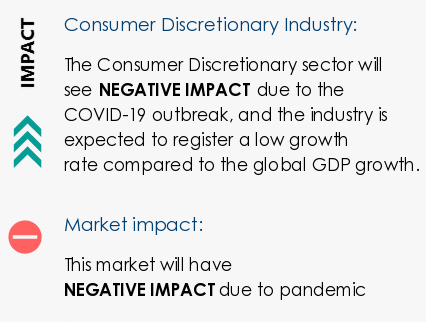 IMPACT
Consumer Discretionary Industry:
The Consumer Discretionary sector will
see NEGATIVE IMPACT due to the
COVID-19 outbreak, and the industry is
expected to register a low growth
rate compared to the global GDP growth.
Market impact:
This market will have
NEGATIVE IMPACT due to pandemic